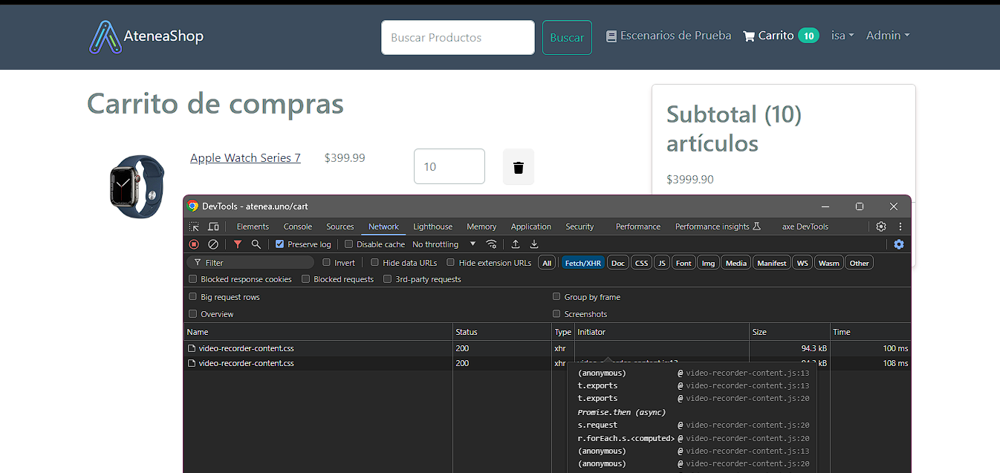 AteneaShop
Buscar Productos
Buscar
Escenarios de Prueba
Carrito 10
isa
Admin
Carrito de compras
Apple Watch Series 7
$399.99
10
Subtotal (10)
artículos
$3999.90
DevTools - atenea.uno/cart
Elements Console Sources Network Lighthouse Memory Application Security Performance Performance insights axe DevTools
Preserve log Disable cache No throttling
Filter Invert Hide data URLs Hide extension URLs All Fetch/XHR Doc CSS JS Font Img Media Manifest WS Wasm Other
Blocked response cookies Blocked requests 3rd-party requests
Big request rows Group by frame
Overview Screenshots
Name Status Type Initiator Size Time
video-recorder-content.css 200 xhr 94.3 kB 100 ms
video-recorder-content.css 200 xhr 108 ms
(anonymous) @ video-recorder-content.js:13
t.exports @ video-recorder-content.js:13
t.exports @ video-recorder-content.js:20
Promise.then (async)
s.request @ video-recorder-content.js:20
r.forEach.s.<computed> @ video-recorder-content.js:20
(anonymous) @ video-recorder-content.js:13
(anonymous) @ video-recorder-content.js:20